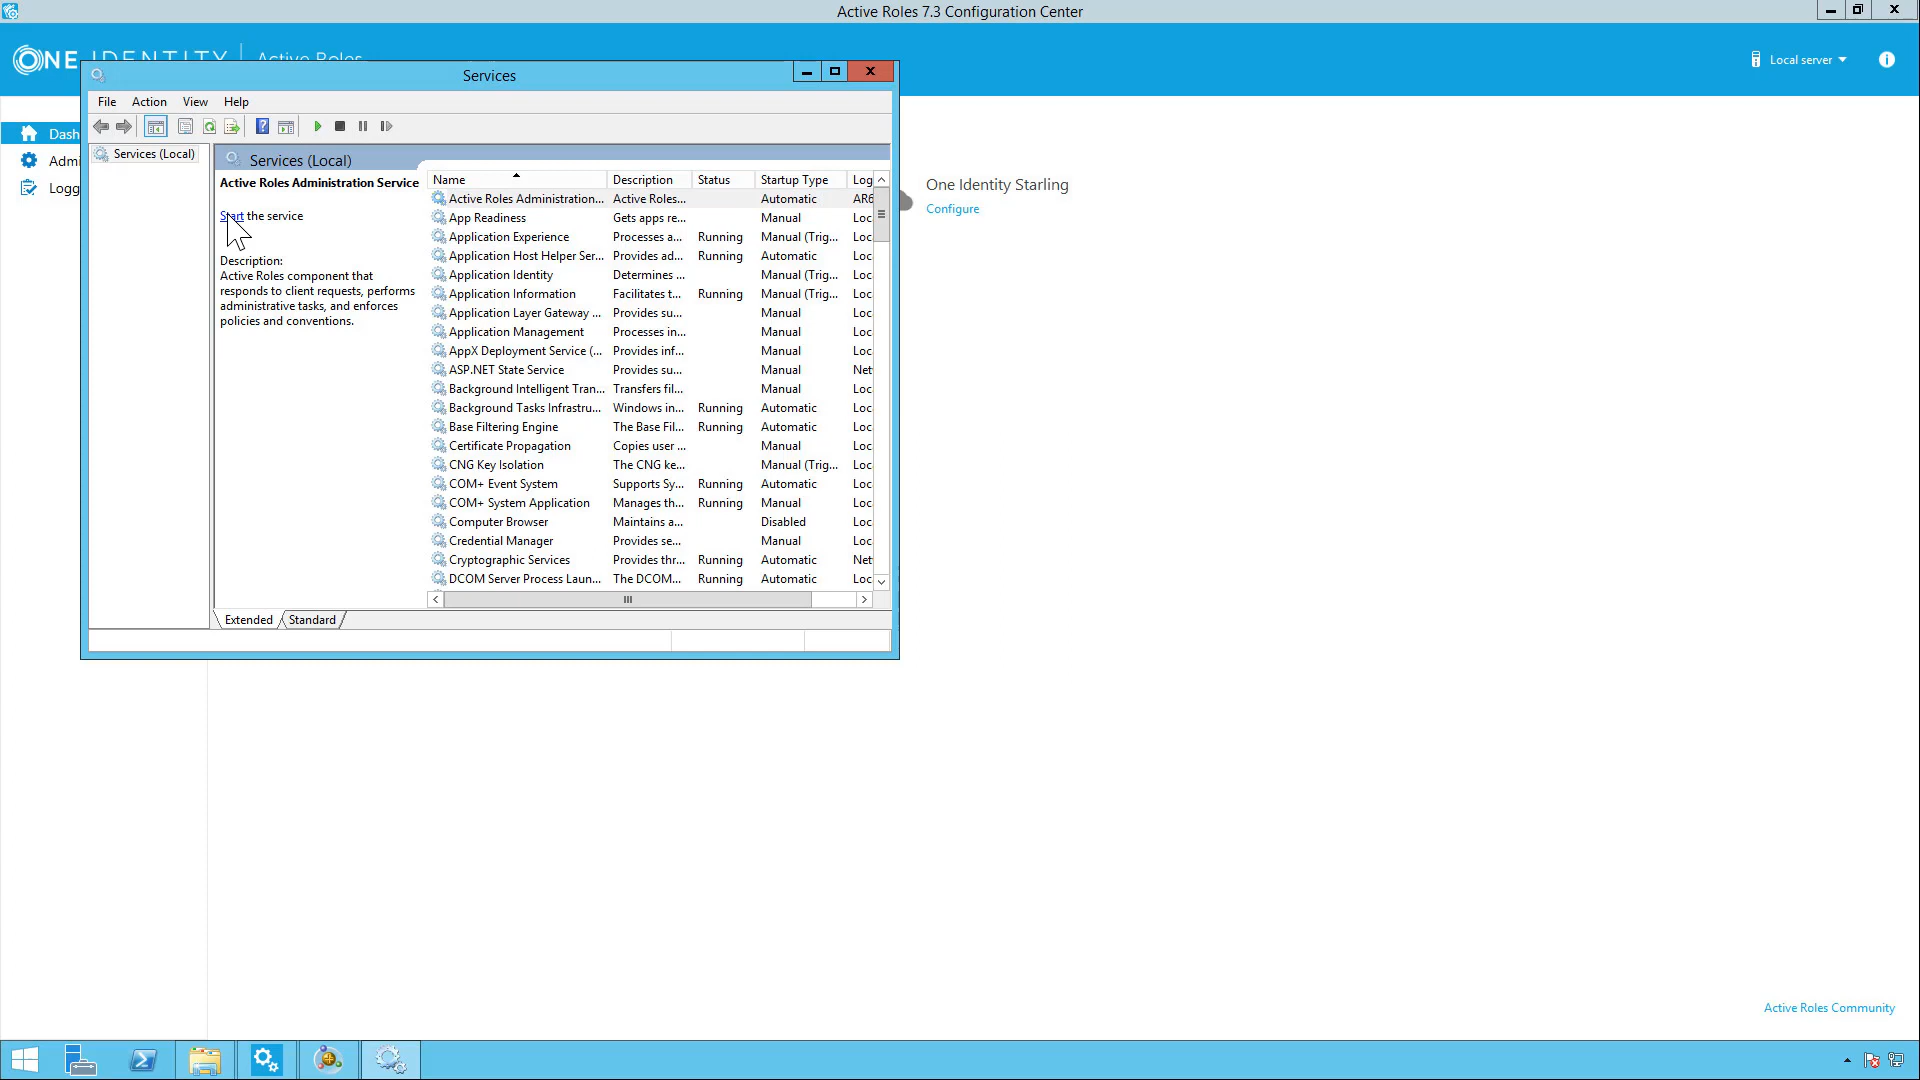 Active Roles 7.3 Configuration Center
ONE IDENTITY | Active Roles
Local server
Services
File Action View Help
Dash
Admi
Logg
Services (Local)
Services (Local)
Active Roles Administration Service
Start the service
Description:
Active Roles component that
responds to client requests, performs
administrative tasks, and enforces
policies and conventions.
Name Description Status Startup Type Log
Active Roles Administration... Active Roles... Automatic AR6
App Readiness Gets apps re... Manual Loc
Application Experience Processes a... Running Manual (Trig... Loc
Application Host Helper Ser... Provides ad... Running Automatic Loc
Application Identity Determines ... Manual (Trig... Loc
Application Information Facilitates t... Running Manual (Trig... Loc
Application Layer Gateway ... Provides su... Manual Loc
Application Management Processes in... Manual Loc
AppX Deployment Service (... Provides inf... Manual Loc
ASP.NET State Service Provides su... Manual Net
Background Intelligent Tran... Transfers fil... Manual Loc
Background Tasks Infrastru... Windows in... Running Automatic Loc
Base Filtering Engine The Base Fil... Running Automatic Loc
Certificate Propagation Copies user ... Manual Loc
CNG Key Isolation The CNG ke... Manual (Trig... Loc
COM+ Event System Supports Sy... Running Automatic Loc
COM+ System Application Manages th... Running Manual Loc
Computer Browser Maintains a... Disabled Loc
Credential Manager Provides se... Manual Loc
Cryptographic Services Provides thr... Running Automatic Net
DCOM Server Process Laun... The DCOM... Running Automatic Loc
Extended Standard
One Identity Starling
Configure
Active Roles Community